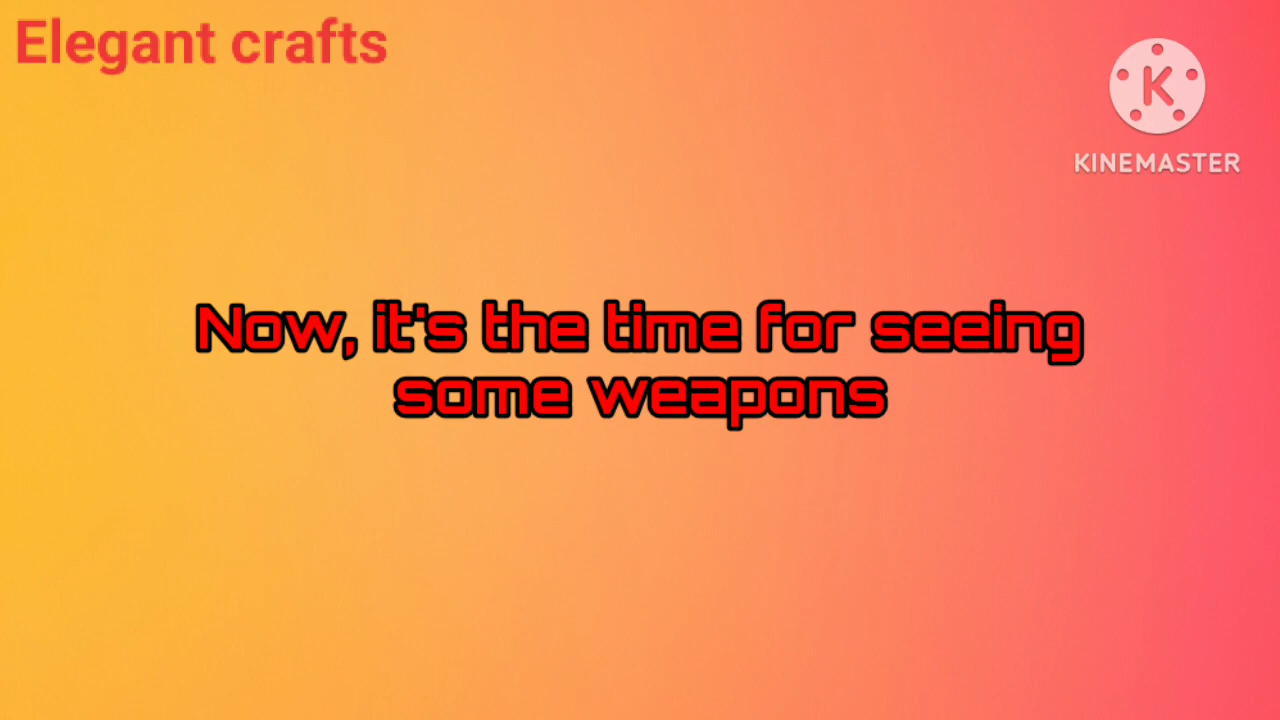 Elegant crafts
K
KINEMASTER
Now, it's the time for seeing
some weapons